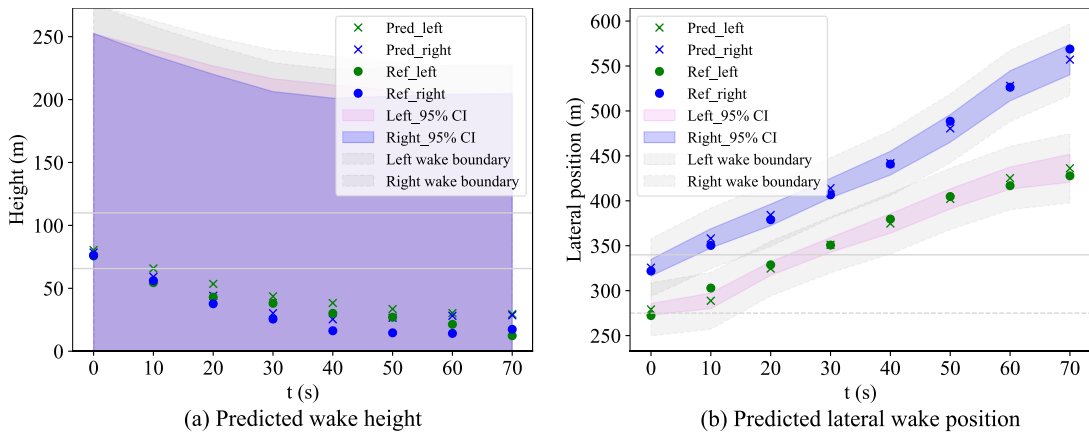 250
200
150
100
50
0
Height (m)
Pred_left
Pred_right
Ref_left
Ref_right
Left_95% CI
Right_95% CI
Left wake boundary
Right wake boundary
0 10 20 30 40 50 60 70
t (s)
(a) Predicted wake height
600
550
500
450
400
350
300
250
Lateral position (m)
Pred_left
Pred_right
Ref_left
Ref_right
Left_95% CI
Right_95% CI
Left wake boundary
Right wake boundary
0 10 20 30 40 50 60 70
t (s)
(b) Predicted lateral wake position